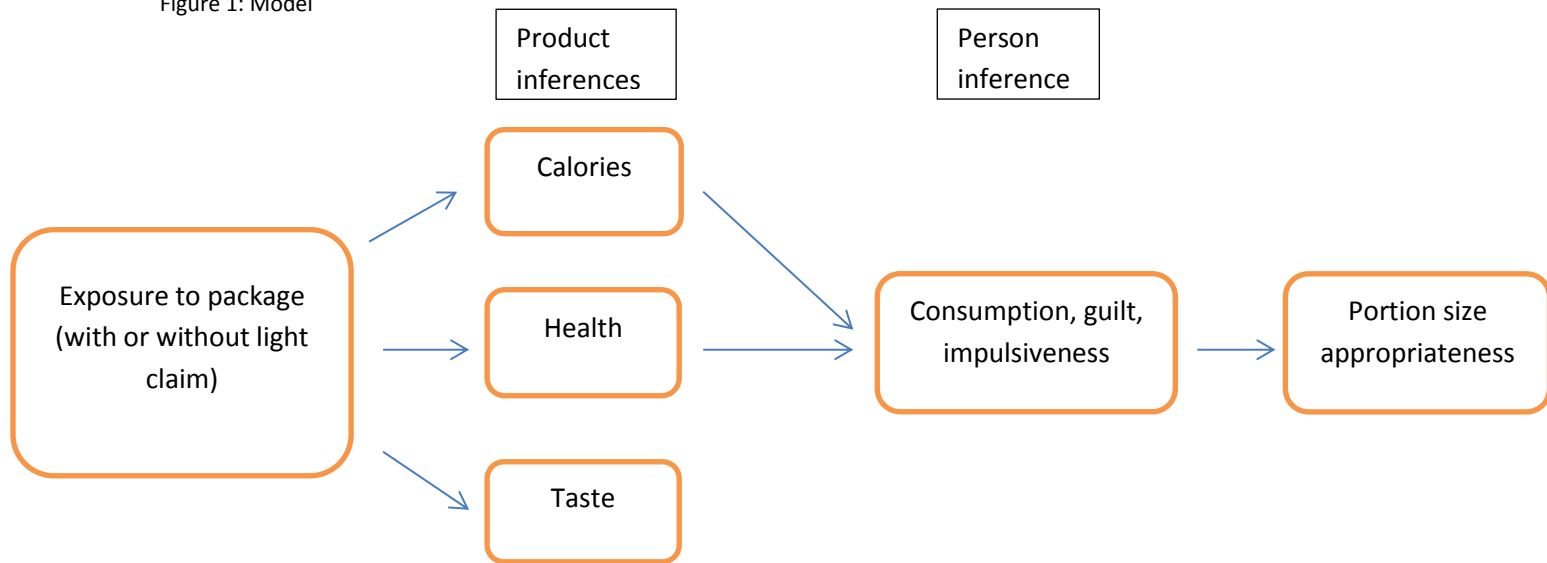 Figure 1: Model
Product
inferences
Person
inference
Calories
Exposure to package
(with or without light
claim)
Health
Consumption, guilt,
impulsiveness
Portion size
appropriateness
Taste